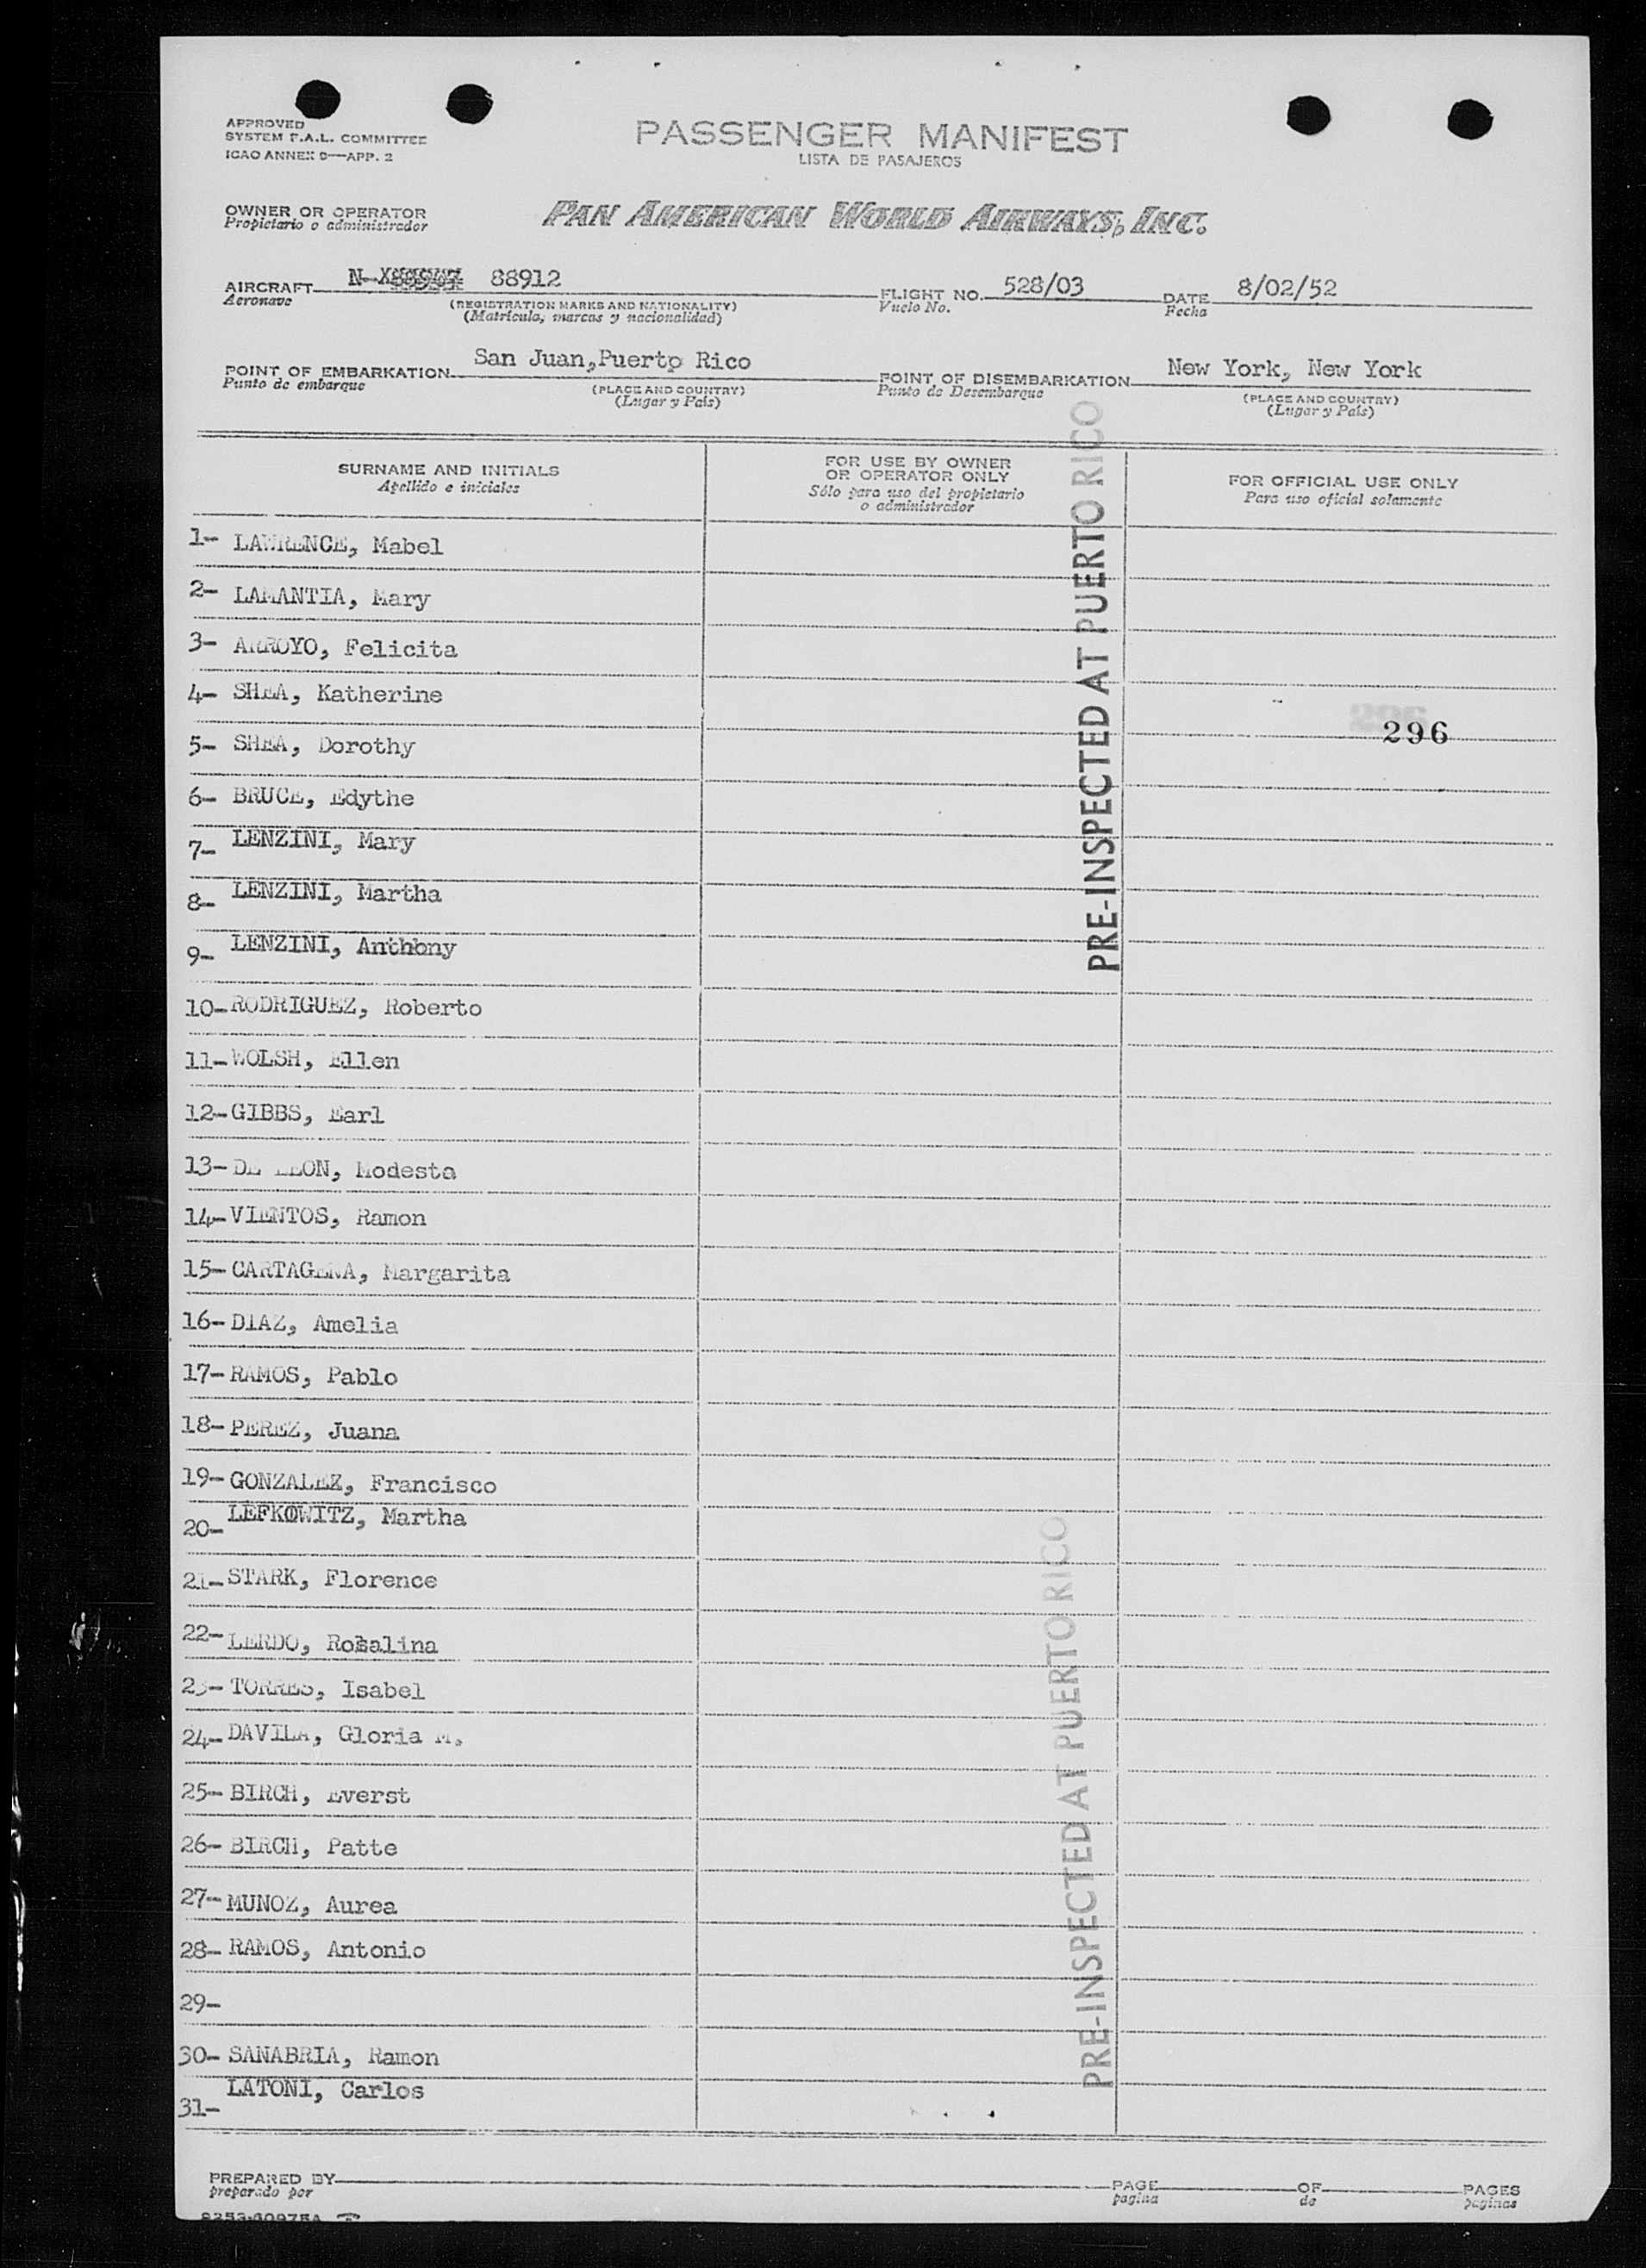 APPROVED
SYSTEM F.A.L. COMMITTEE
ICAO ANNEX 9—APP. 2
PASSENGER MANIFEST
LISTA DE PASAJEROS
OWNER OR OPERATOR
Propietario o administrador
PAN AMERICAN WORLD AIRWAYS, INC.
AIRCRAFT N- 88912
Aeronave
(REGISTRATION MARKS AND NATIONALITY)
(Matrícula, marcas y nacionalidad)
FLIGHT NO. 528/03
Vuelo No.
DATE 8/02/52
Fecha
POINT OF EMBARKATION San Juan,Puerto Rico
Punto de embarque
(PLACE AND COUNTRY)
(Lugar y País)
POINT OF DISEMBARKATION New York, New York
Punto de Desembarque
(PLACE AND COUNTRY)
(Lugar y País)
SURNAME AND INITIALS
Apellido e iniciales
FOR USE BY OWNER
OR OPERATOR ONLY
Sólo para uso del propietario
o administrador
FOR OFFICIAL USE ONLY
Para uso oficial solamente
1- LAWRENCE, Mabel
2- LAMANTIA, Mary
3- ARROYO, Felicita
4- SHEA, Katherine
5- SHEA, Dorothy
296
6- BRUCE, Edythe
7- LENZINI, Mary
8- LENZINI, Martha
9- LENZINI, Anthony
10- RODRIGUEZ, Roberto
11- WOLSH, Ellen
12- GIBBS, Earl
13- DE LEON, Modesta
14- VIENTOS, Ramon
15- CARTAGENA, Margarita
16- DIAZ, Amelia
17- RAMOS, Pablo
18- PEREZ, Juana
19- GONZALEZ, Francisco
20- LEFKOWITZ, Martha
21- STARK, Florence
22- LERDO, Rosalina
23- TORRES, Isabel
24- DAVILA, Gloria M.
25- BIRCH, Everst
26- BIRCH, Patte
27- MUNOZ, Aurea
28- RAMOS, Antonio
29-
30- SANABRIA, Ramon
31- LATONI, Carlos
PRE-INSPECTED AT PUERTO RICO
PRE-INSPECTED AT PUERTO RICO
PREPARED BY
preparado por
PAGE
pagina
OF
de
PAGES
paginas